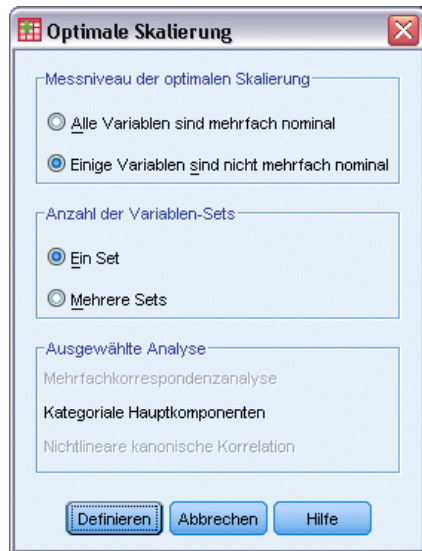 Optimale Skalierung
Messniveau der optimalen Skalierung
Alle Variablen sind mehrfach nominal
Einige Variablen sind nicht mehrfach nominal
Anzahl der Variablen-Sets
Ein Set
Mehrere Sets
Ausgewählte Analyse
Mehrfachkorrespondenzanalyse
Kategoriale Hauptkomponenten
Nichtlineare kanonische Korrelation
Definieren Abbrechen Hilfe